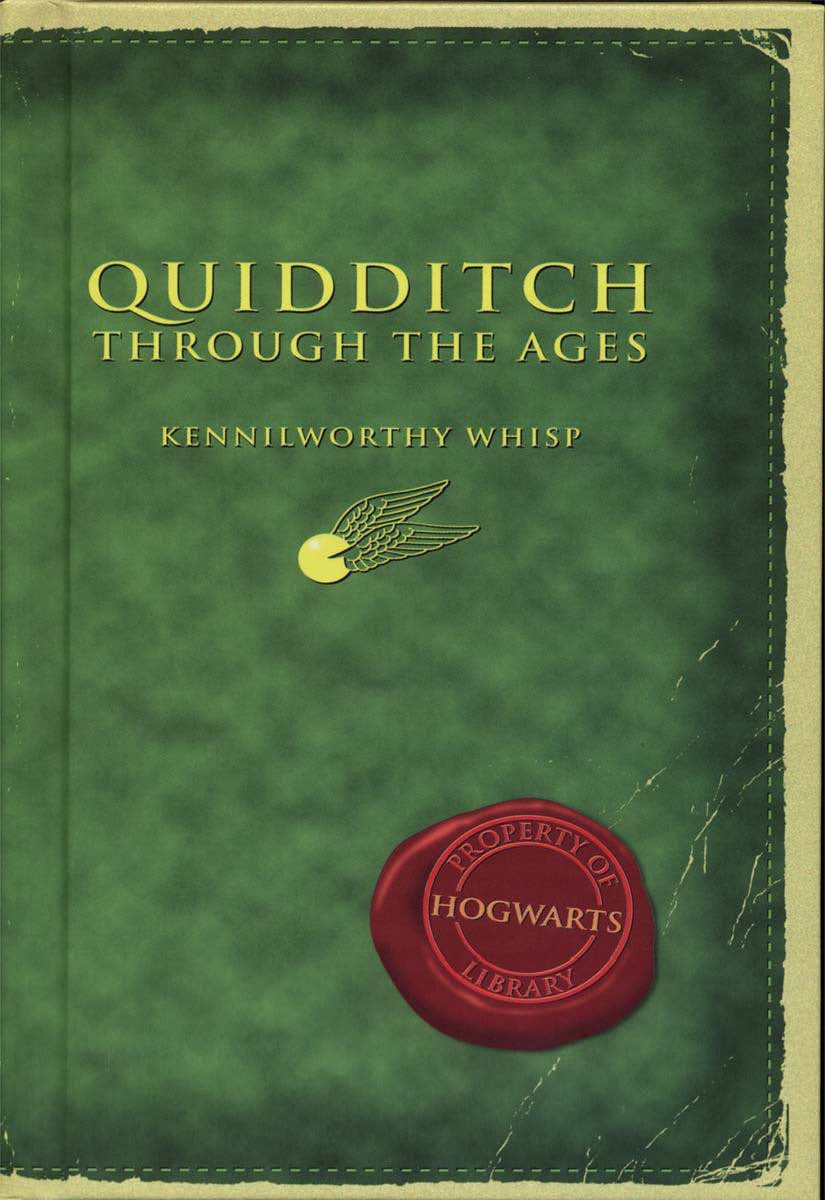 QUIDDITCH
THROUGH THE AGES
KENNILWORTHY WHISP
PROPERTY OF
HOGWARTS
LIBRARY